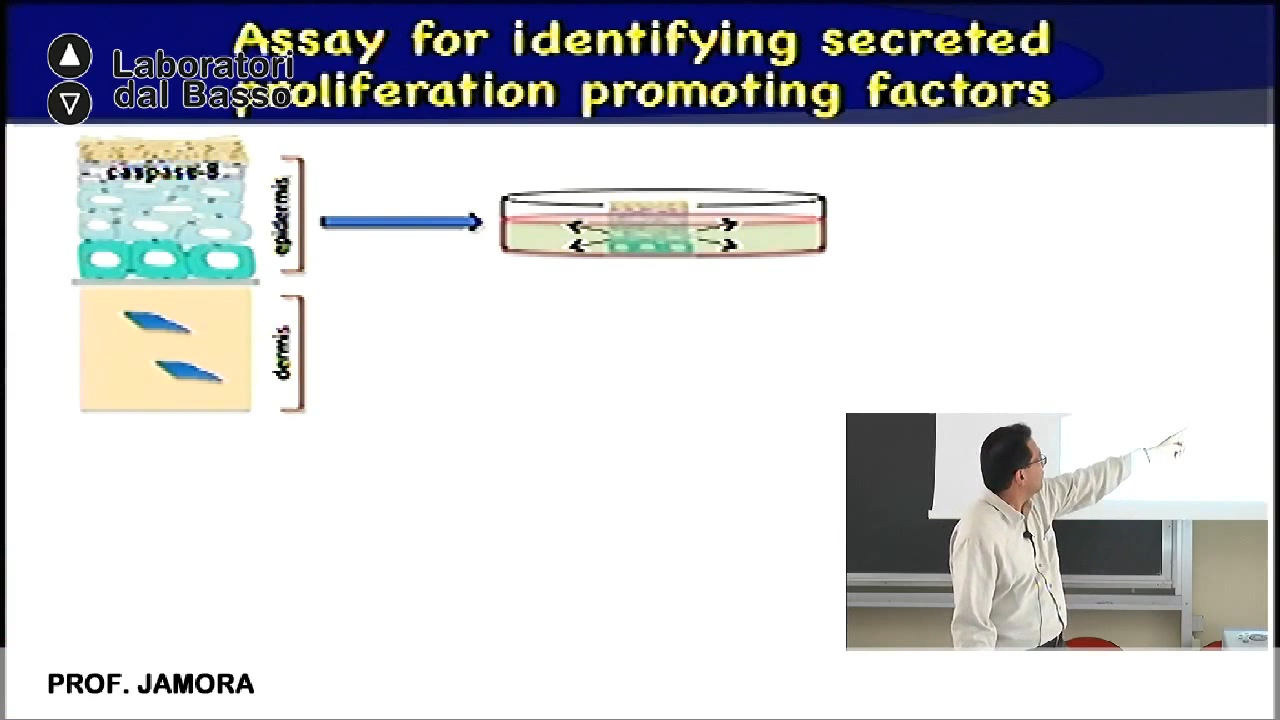 Assay for identifying secreted
proliferation promoting factors
Laboratori
dal Basso
caspase-8
epidermis
dermis
PROF. JAMORA